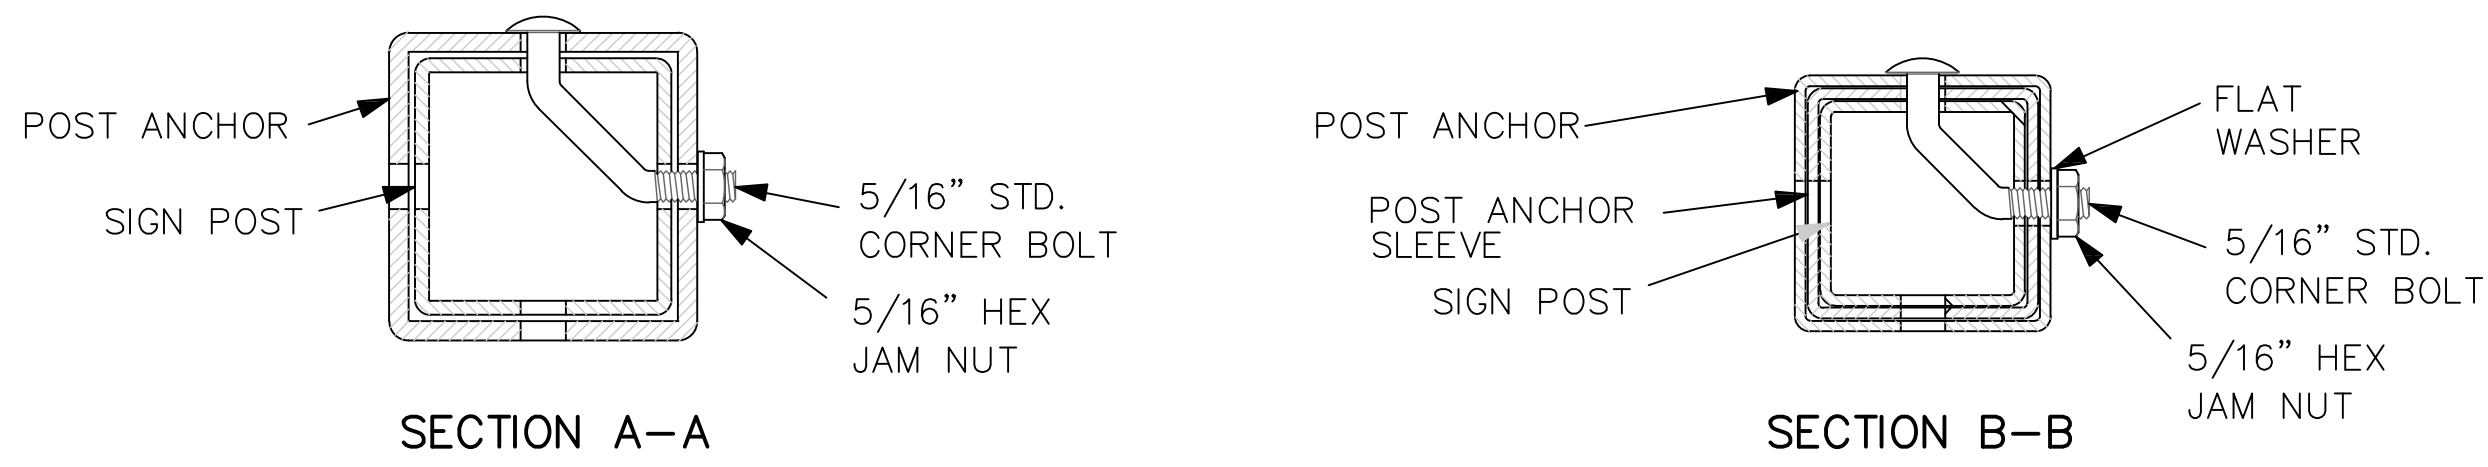 POST ANCHOR
SIGN POST
5/16” STD.
CORNER BOLT
5/16” HEX
JAM NUT
SECTION A–A
POST ANCHOR
POST ANCHOR
SLEEVE
SIGN POST
FLAT
WASHER
5/16” STD.
CORNER BOLT
5/16” HEX
JAM NUT
SECTION B–B